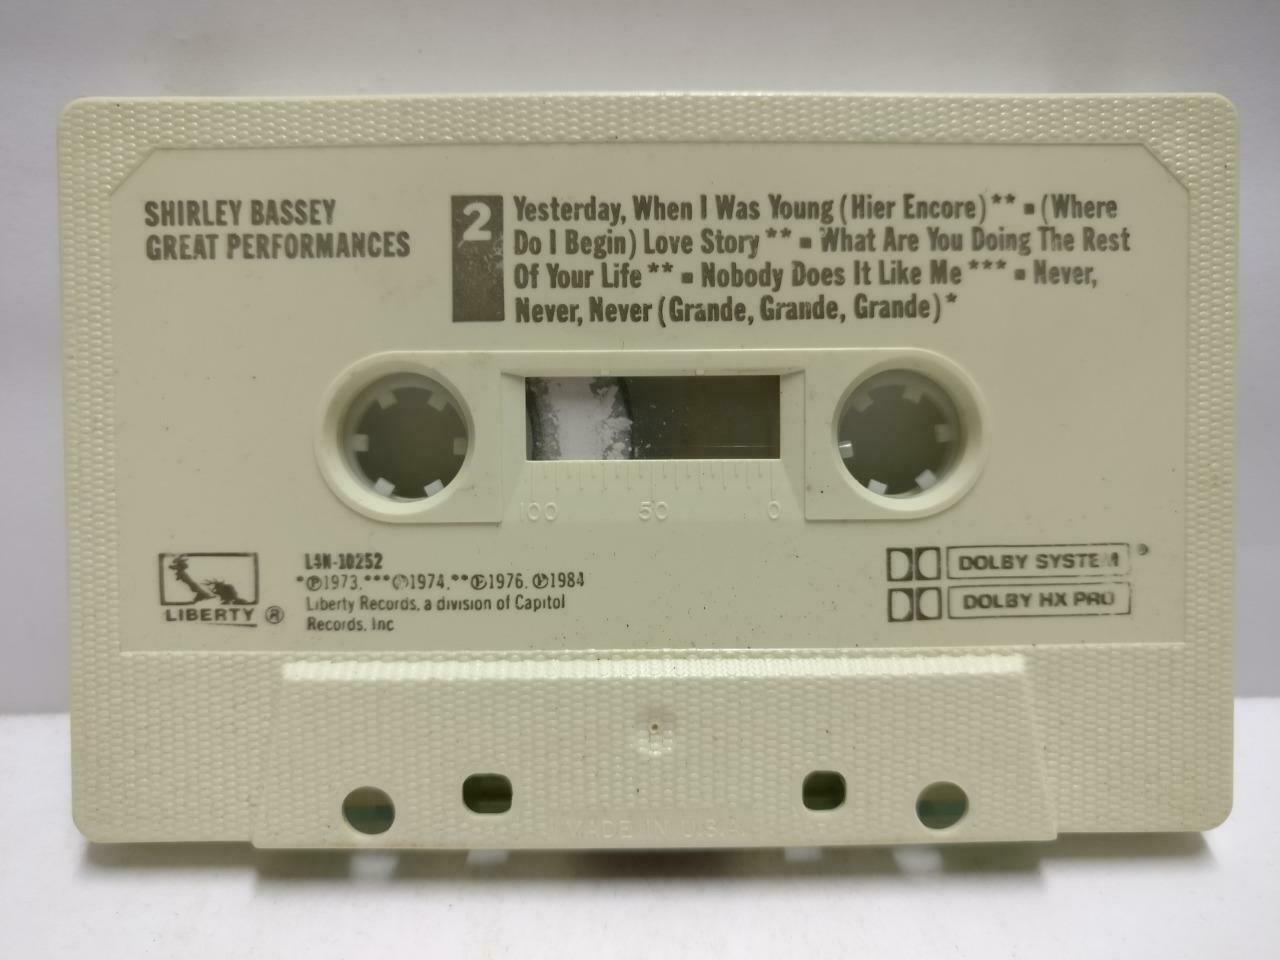 SHIRLEY BASSEY
GREAT PERFORMANCES
2
Yesterday, When I Was Young (Hier Encore)** ▪ (Where
Do I Begin) Love Story** ▪ What Are You Doing The Rest
Of Your Life** ▪ Nobody Does It Like Me*** ▪ Never,
Never, Never (Grande, Grande, Grande)*
100 50 0
LIBERTY ®
L4N-10252
*℗1973, ***℗1974, **℗1976, ℗1984
Liberty Records, a division of Capitol
Records, Inc
DOLBY SYSTEM ®
DOLBY HX PRO
MADE IN U.S.A.